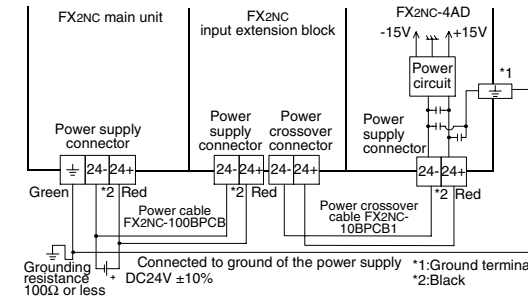 FX2NC main unit
FX2NC
input extension block
FX2NC-4AD
-15V
+15V
Power
circuit
*1
Power supply
connector
Power
supply
connector
Power
crossover
connector
Power
supply
connector
24- 24+
24- 24+
24- 24+
24- 24+
Green
*2 Red
*2 Red
*2 Red
Power cable
FX2NC-100BPCB
Power crossover
cable FX2NC-
10BPCB1
Grounding
resistance
100Ω or less
Connected to ground of the power supply
+ DC24V ±10%
*1:Ground termina
*2:Black